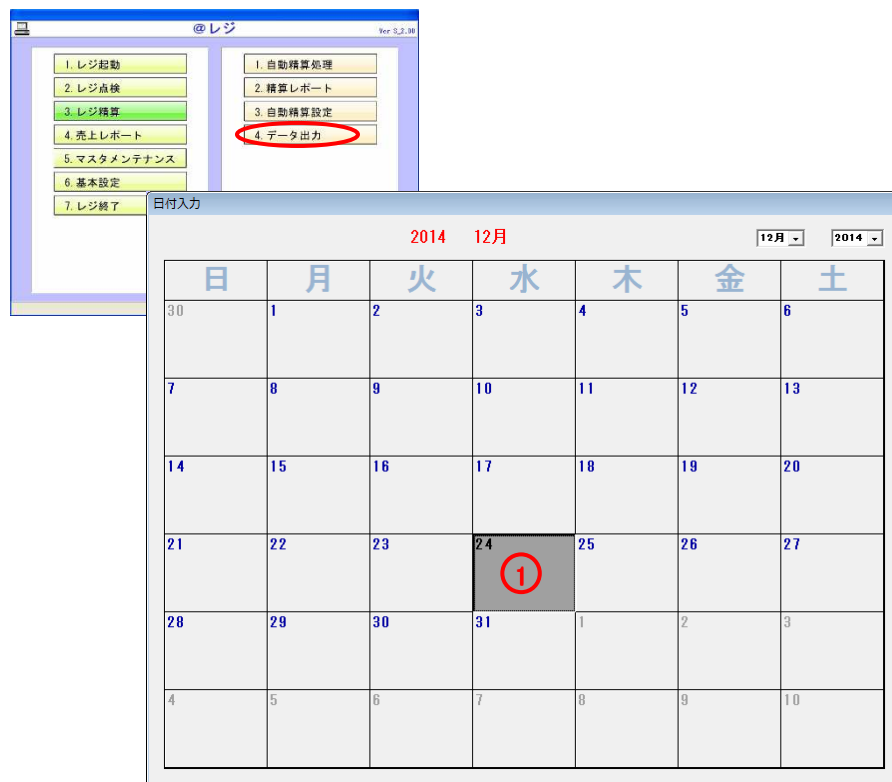 @レジ
Ver S_2.00
1. レジ起動
2. レジ点検
3. レジ精算
4. 売上レポート
5. マスタメンテナンス
6. 基本設定
7. レジ終了
1. 自動精算処理
2. 精算レポート
3. 自動精算設定
4. データ出力
日付入力
2014 12月
12月 2014
日 月 火 水 木 金 土
30 1 2 3 4 5 6
7 8 9 10 11 12 13
14 15 16 17 18 19 20
21 22 23 24 25 26 27
1
28 29 30 31 1 2 3
4 5 6 7 8 9 10